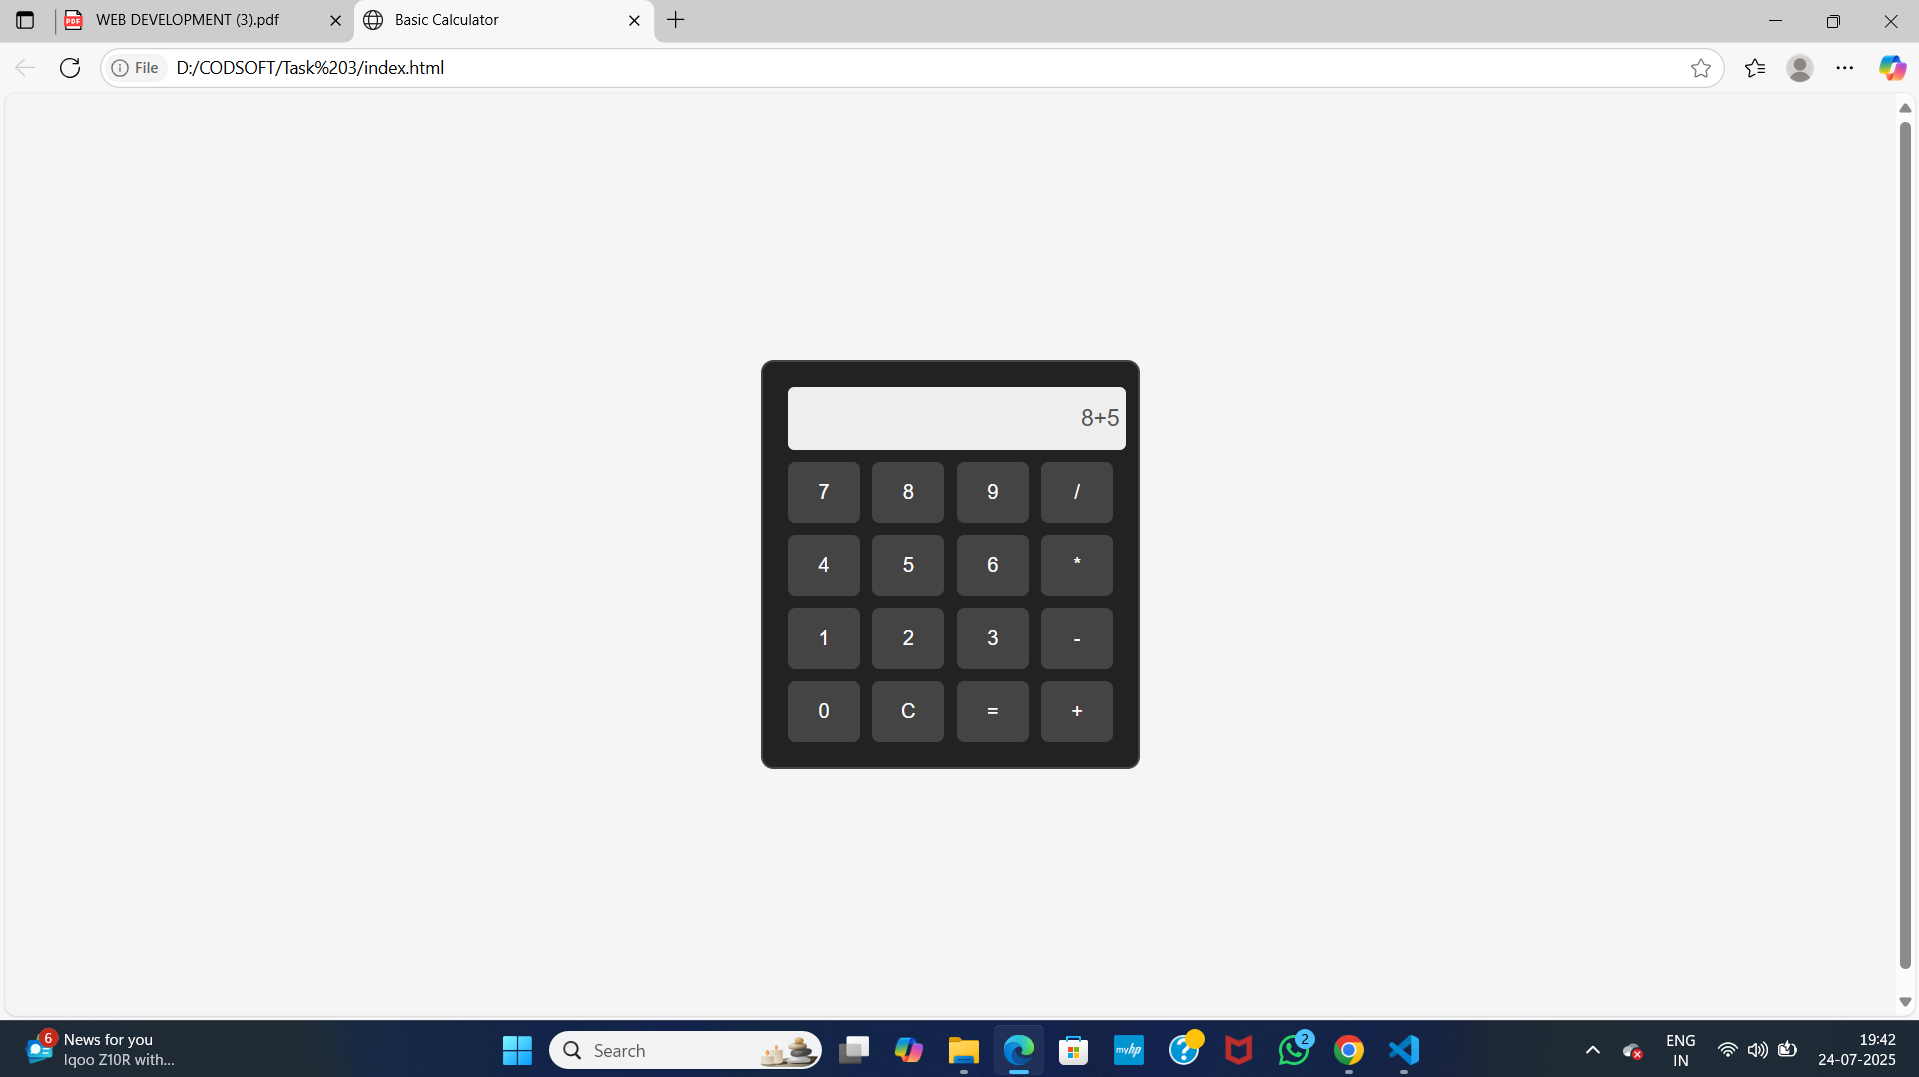 WEB DEVELOPMENT (3).pdf
Basic Calculator
File
D:/CODSOFT/Task%203/index.html
8+5
7 8 9 /
4 5 6 *
1 2 3 -
0 C = +
6
News for you
Iqoo Z10R with...
Search
myhp
2
ENG
IN
19:42
24-07-2025